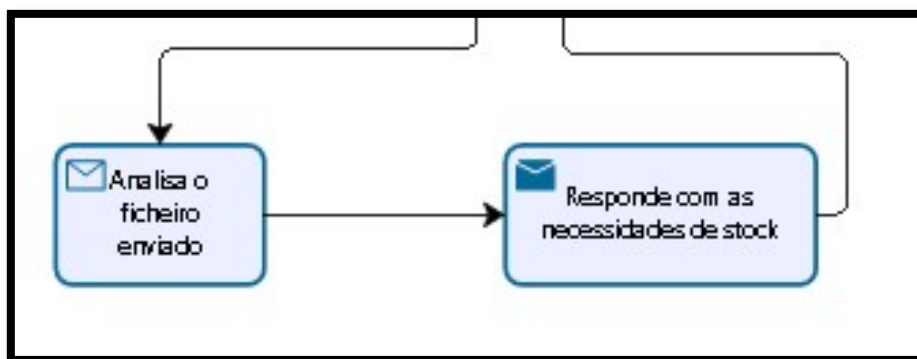 Analisa o
ficheiro
enviado
Responde com as
necessidades de stock